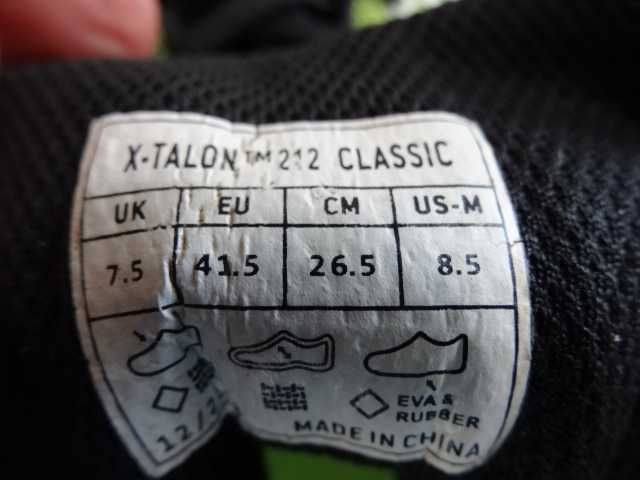 X-TALON™ 212 CLASSIC
UK EU CM US-M
7.5 41.5 26.5 8.5
EVA &
RUBBER
MADE IN CHINA